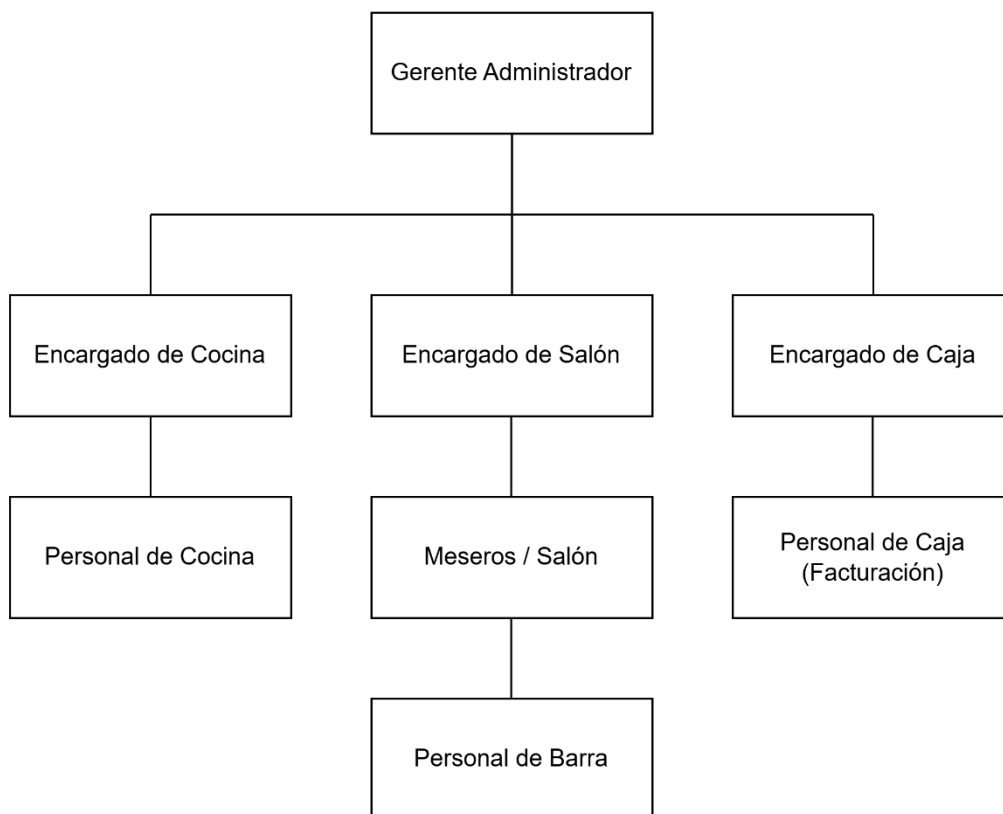 Gerente Administrador
Encargado de Cocina
Encargado de Salón
Encargado de Caja
Personal de Cocina
Meseros / Salón
Personal de Caja
(Facturación)
Personal de Barra